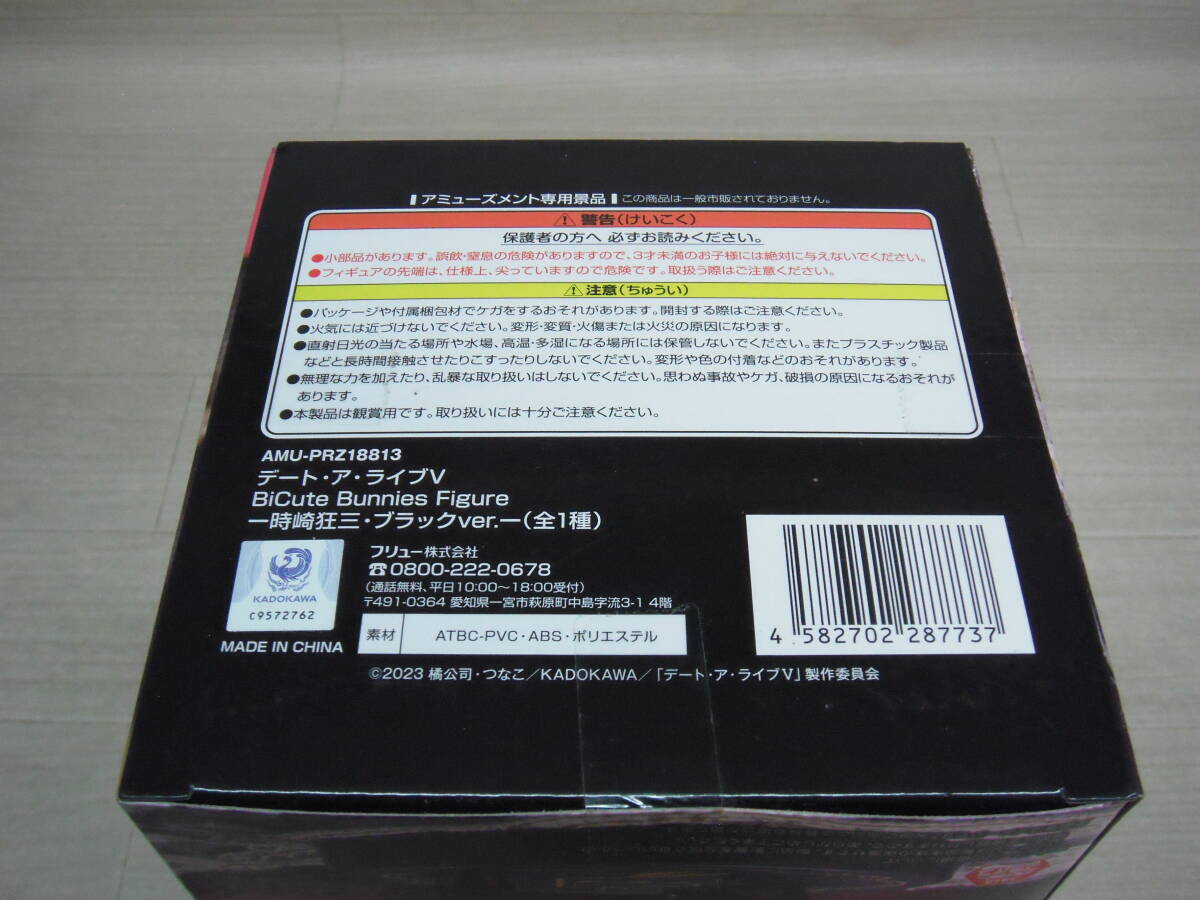 アミューズメント専用景品 この商品は一般市販されておりません。
⚠警告(けいこく)
保護者の方へ 必ずお読みください。
●小部品があります。誤飲・窒息の危険がありますので、3才未満のお子様には絶対に与えないでください。
●フィギュアの先端は、仕様上、尖っていますので危険です。取扱う際はご注意ください。
⚠注意(ちゅうい)
●パッケージや付属梱包材でケガをするおそれがあります。開封する際はご注意ください。
●火気には近づけないでください。変形・変質・火傷または火災の原因になります。
●直射日光の当たる場所や水場、高温・多湿になる場所には保管しないでください。またプラスチック製品
などと長時間接触させたりこすったりしないでください。変形や色の付着などのおそれがあります。
●無理な力を加えたり、乱暴な取り扱いはしないでください。思わぬ事故やケガ、破損の原因になるおそれが
あります。
●本製品は観賞用です。取り扱いには十分ご注意ください。
AMU-PRZ18813
デート・ア・ライブV
BiCute Bunnies Figure
ー時崎狂三・ブラックver.ー(全1種)
KADOKAWA
C9572762
MADE IN CHINA
フリュー株式会社
☎0800-222-0678
(通話無料、平日10:00〜18:00受付)
〒491-0364 愛知県一宮市萩原町中島字流3-1 4階
素材 ATBC-PVC・ABS・ポリエステル
4 582702 287737
©2023 橘公司・つなこ/KADOKAWA/「デート・ア・ライブV」製作委員会